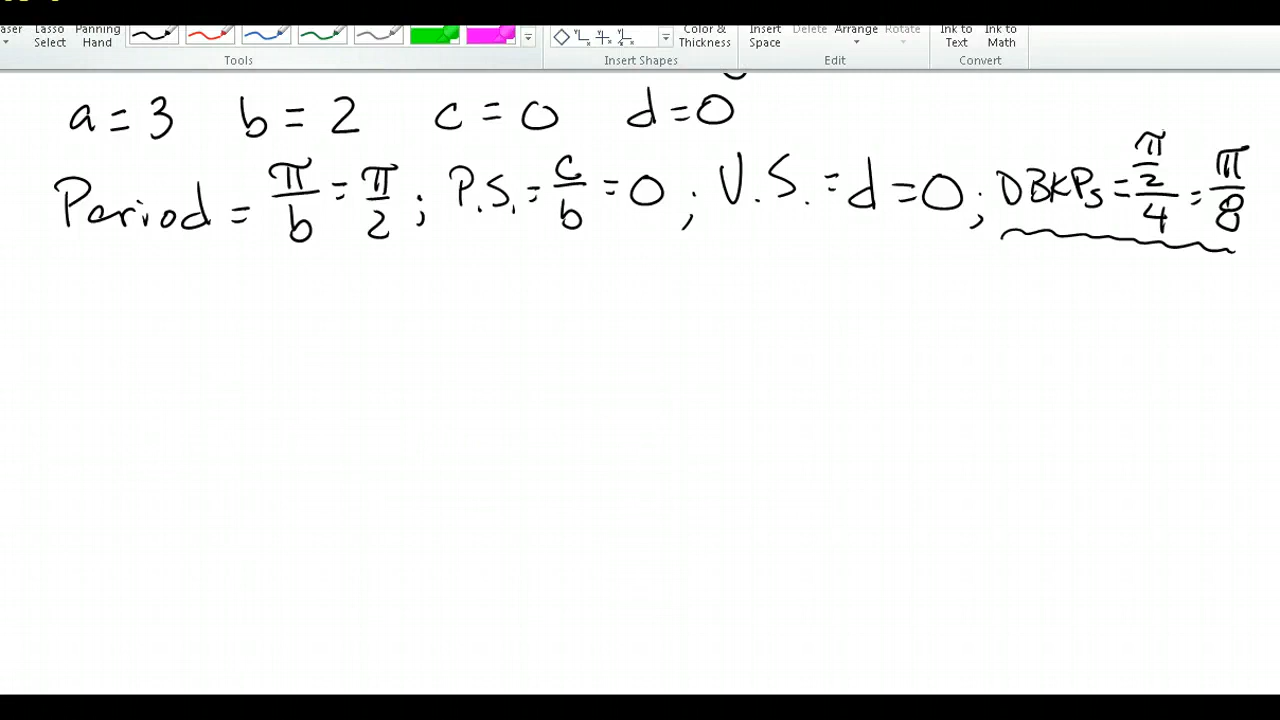 Lasso Select Panning Hand Color & Thickness Insert Space Delete Arrange Rotate Ink to Text Ink to Math
Tools Insert Shapes Edit Convert
a = 3 b = 2 c = 0 d = 0
Period = π/b = π/2 ; P.S. = c/b = 0 ; V.S. = d = 0 ; DBKPs = (π/2)/4 = π/8